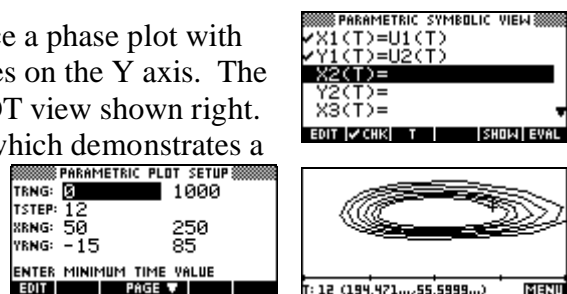 ce a phase plot with
es on the Y axis. The
OT view shown right.
which demonstrates a
PARAMETRIC SYMBOLIC VIEW
✓X1(T)=U1(T)
✓Y1(T)=U2(T)
X2(T)=
Y2(T)=
X3(T)=
EDIT ✓CHK T SHOW EVAL
PARAMETRIC PLOT SETUP
TRNG: 0 1000
TSTEP: 12
XRNG: 50 250
YRNG: -15 85
ENTER MINIMUM TIME VALUE
EDIT PAGE ▼
T: 12 (194.471...,55.5999...) MENU